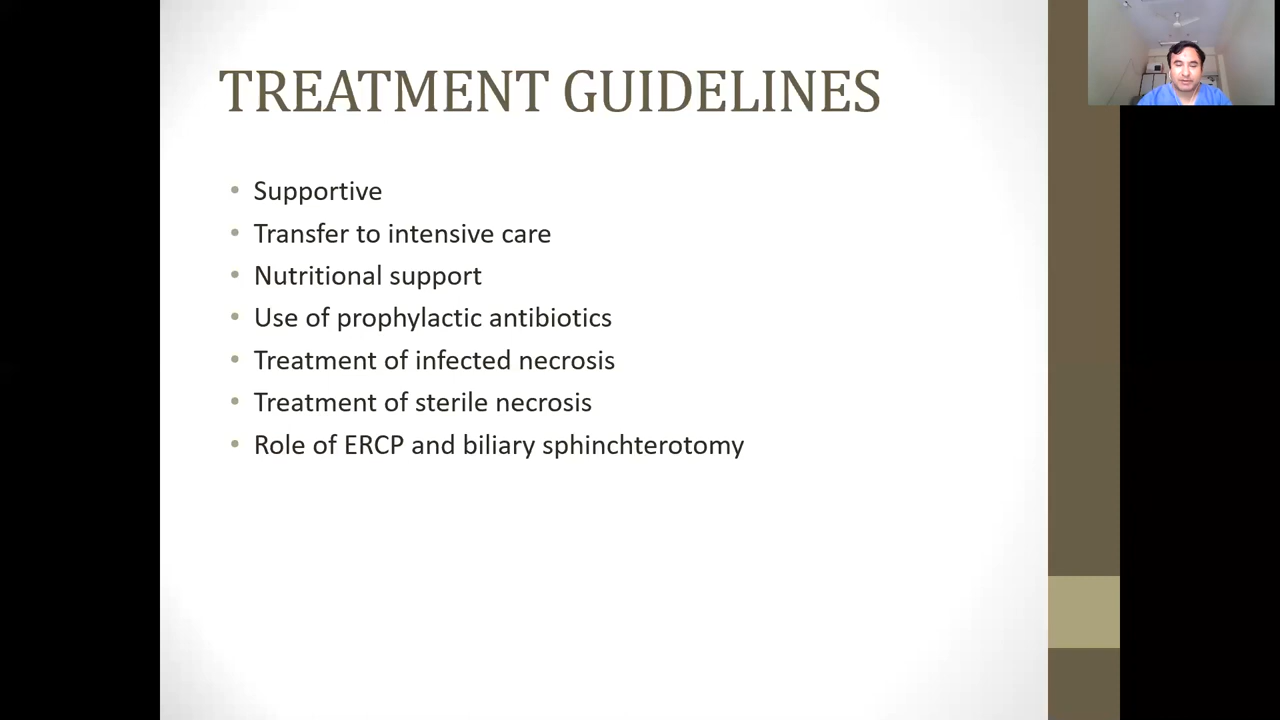 TREATMENT GUIDELINES
• Supportive
• Transfer to intensive care
• Nutritional support
• Use of prophylactic antibiotics
• Treatment of infected necrosis
• Treatment of sterile necrosis
• Role of ERCP and biliary sphinchterotomy